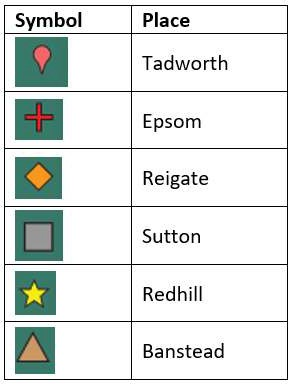 Symbol Place
Tadworth
Epsom
Reigate
Sutton
Redhill
Banstead